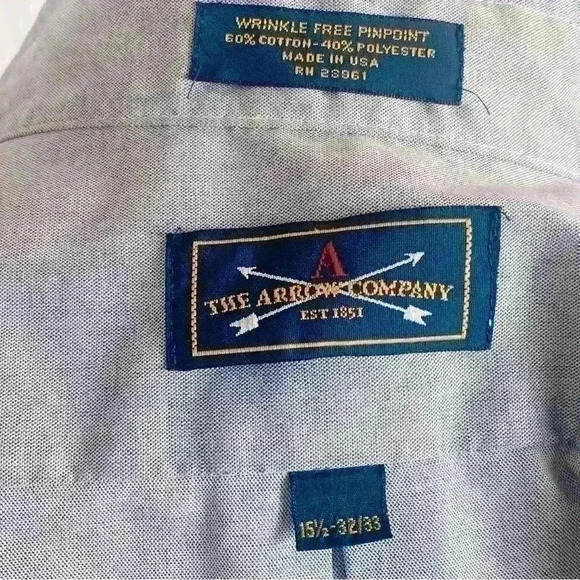 WRINKLE FREE PINPOINT
60% COTTON-40% POLYESTER
MADE IN USA
RN 23961
A
THE ARROW COMPANY
EST 1851
15½-32/33